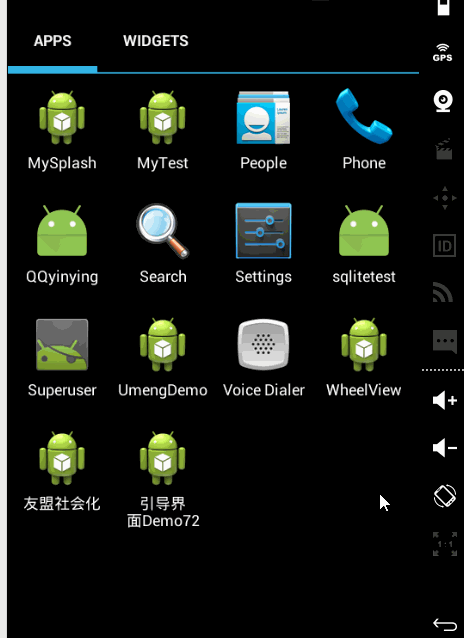 APPS WIDGETS
GPS
MySplash MyTest People Phone
ID
QQyinying Search Settings sqlitetest
Superuser UmengDemo Voice Dialer WheelView
友盟社会化 引导界
面Demo72
1:1